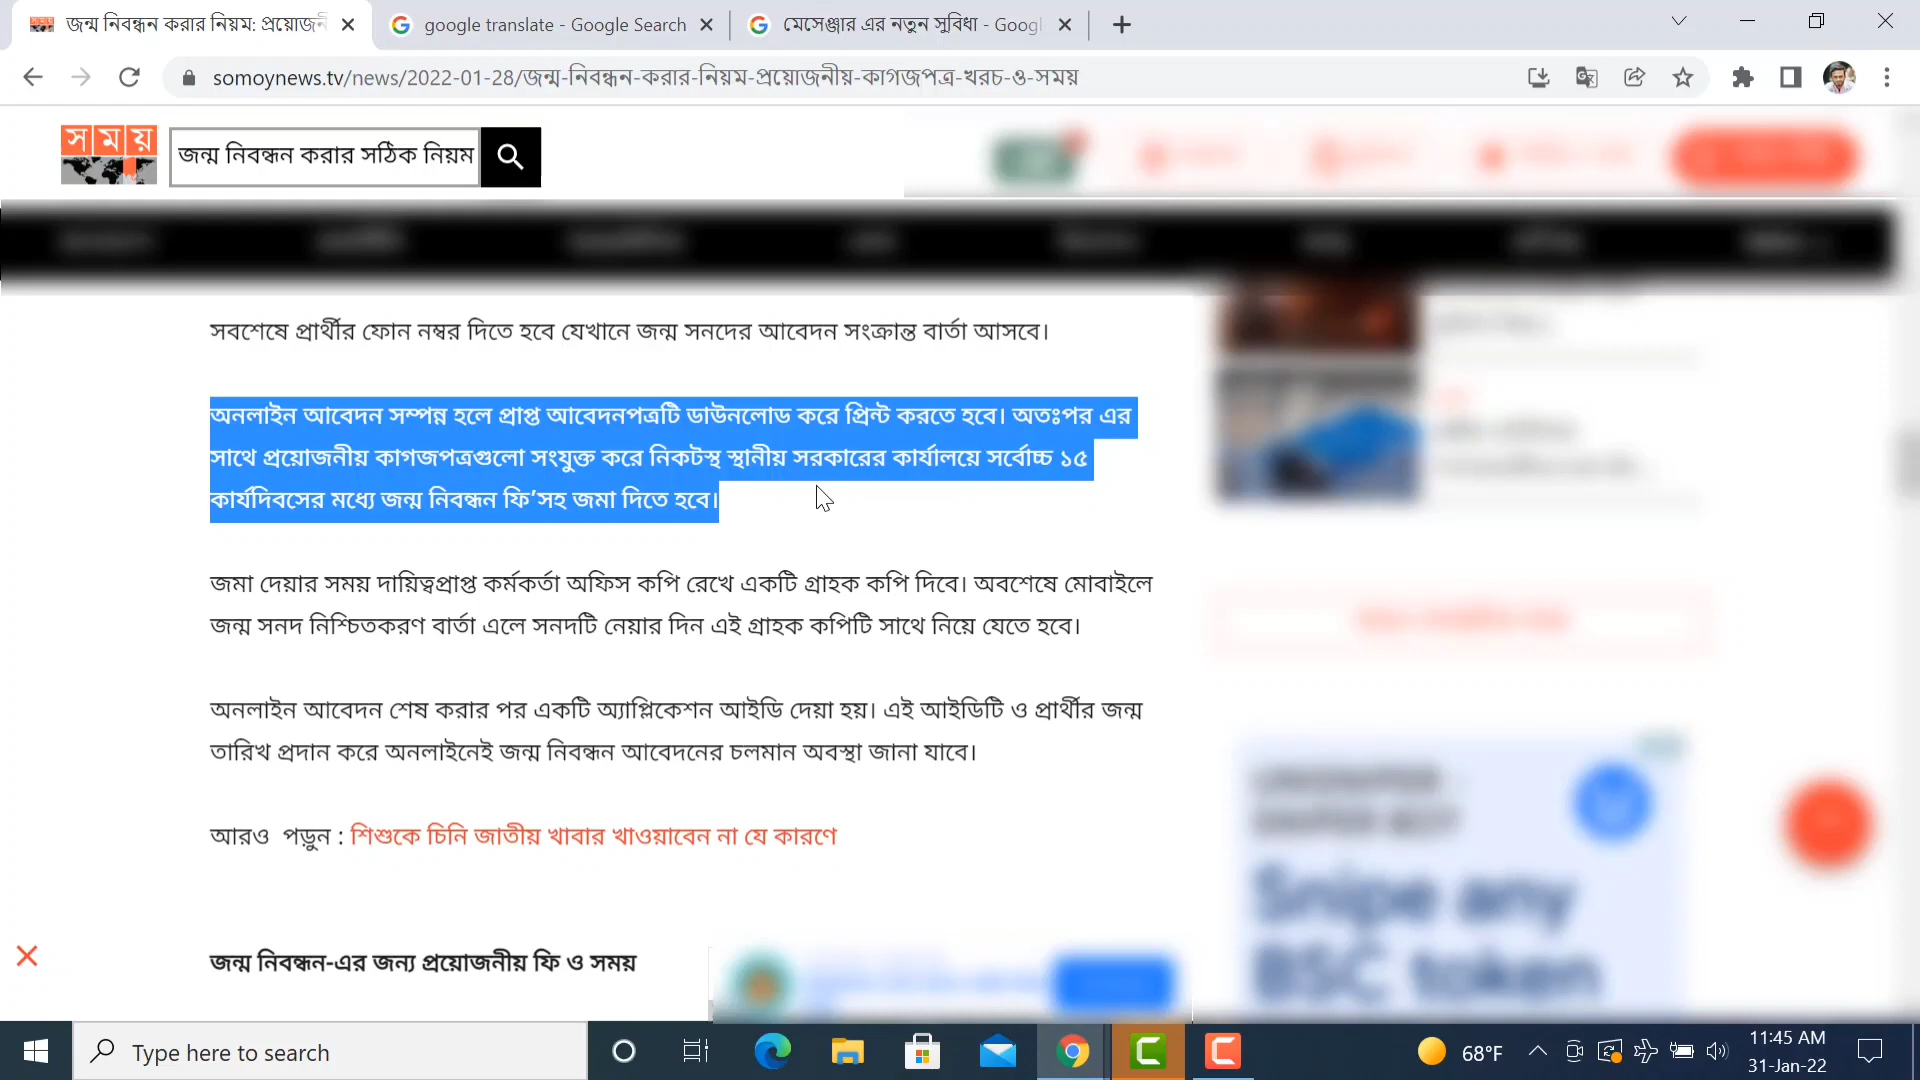 জন্ম নিবন্ধন করার নিয়ম: প্রয়োজনী
google translate - Google Search
মেসেঞ্জার এর নতুন সুবিধা - Googl
somoynews.tv/news/2022-01-28/জন্ম-নিবন্ধন-করার-নিয়ম-প্রয়োজনীয়-কাগজপত্র-খরচ-ও-সময়
সময়
জন্ম নিবন্ধন করার সঠিক নিয়ম
সবশেষে প্রার্থীর ফোন নম্বর দিতে হবে যেখানে জন্ম সনদের আবেদন সংক্রান্ত বার্তা আসবে।
অনলাইন আবেদন সম্পন্ন হলে প্রাপ্ত আবেদনপত্রটি ডাউনলোড করে প্রিন্ট করতে হবে। অতঃপর এর
সাথে প্রয়োজনীয় কাগজপত্রগুলো সংযুক্ত করে নিকটস্থ স্থানীয় সরকারের কার্যালয়ে সর্বোচ্চ ১৫
কার্যদিবসের মধ্যে জন্ম নিবন্ধন ফি’সহ জমা দিতে হবে।
জমা দেয়ার সময় দায়িত্বপ্রাপ্ত কর্মকর্তা অফিস কপি রেখে একটি গ্রাহক কপি দিবে। অবশেষে মোবাইলে
জন্ম সনদ নিশ্চিতকরণ বার্তা এলে সনদটি নেয়ার দিন এই গ্রাহক কপিটি সাথে নিয়ে যেতে হবে।
অনলাইন আবেদন শেষ করার পর একটি অ্যাপ্লিকেশন আইডি দেয়া হয়। এই আইডিটি ও প্রার্থীর জন্ম
তারিখ প্রদান করে অনলাইনেই জন্ম নিবন্ধন আবেদনের চলমান অবস্থা জানা যাবে।
আরও পড়ুন : শিশুকে চিনি জাতীয় খাবার খাওয়াবেন না যে কারণে
Snipe any
BSC token
জন্ম নিবন্ধন-এর জন্য প্রয়োজনীয় ফি ও সময়
Type here to search
68°F
11:45 AM
31-Jan-22